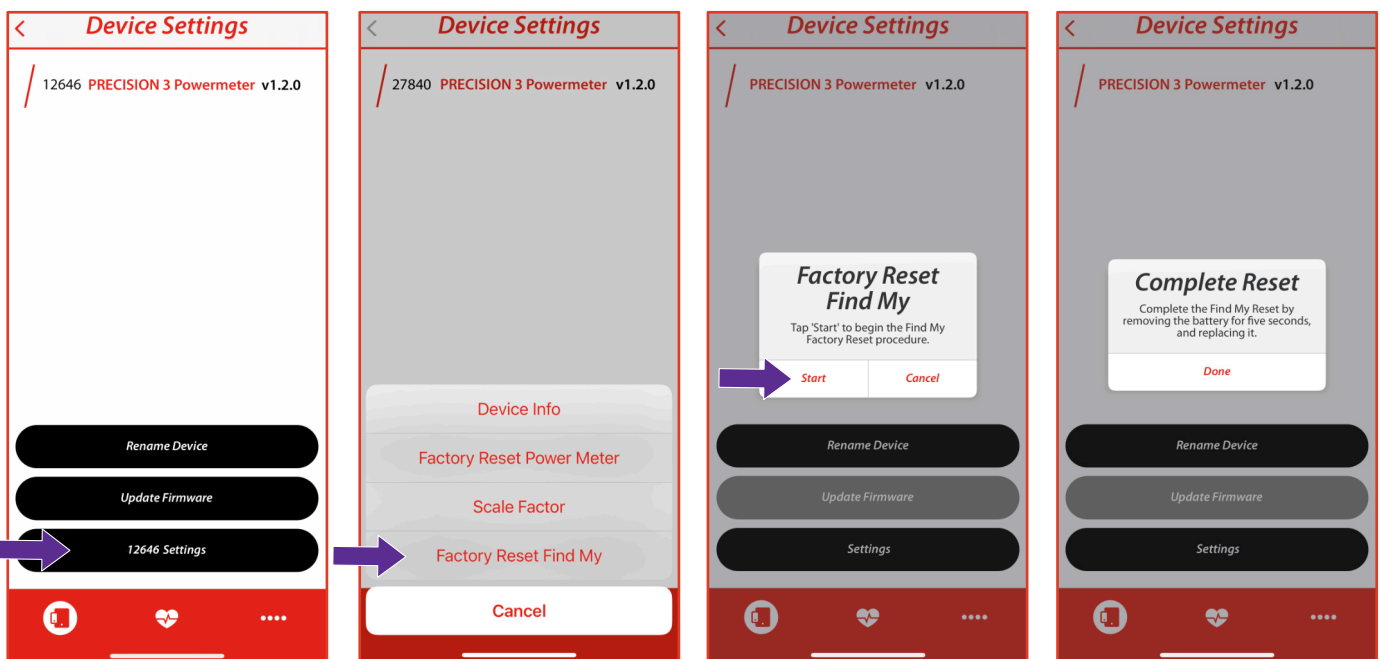 Device Settings
12646 PRECISION 3 Powermeter v1.2.0
Rename Device
Update Firmware
12646 Settings
Device Settings
27840 PRECISION 3 Powermeter v1.2.0
Device Info
Factory Reset Power Meter
Scale Factor
Factory Reset Find My
Cancel
Device Settings
PRECISION 3 Powermeter v1.2.0
Factory Reset
Find My
Tap 'Start' to begin the Find My
Factory Reset procedure.
Start Cancel
Rename Device
Update Firmware
Settings
Device Settings
PRECISION 3 Powermeter v1.2.0
Complete Reset
Complete the Find My Reset by
removing the battery for five seconds,
and replacing it.
Done
Rename Device
Update Firmware
Settings